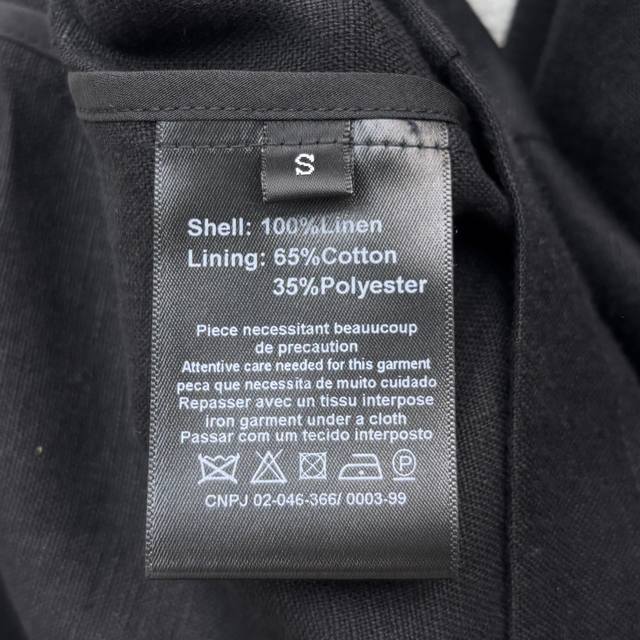 S
Shell: 100%Linen
Lining: 65%Cotton
35%Polyester
Piece necessitant beauucoup
de precaution
Attentive care needed for this garment
peca que necessita de muito cuidado
Repasser avec un tissu interpose
iron garment under a cloth
Passar com um tecido interposto
P
CNPJ 02-046-366/ 0003-99